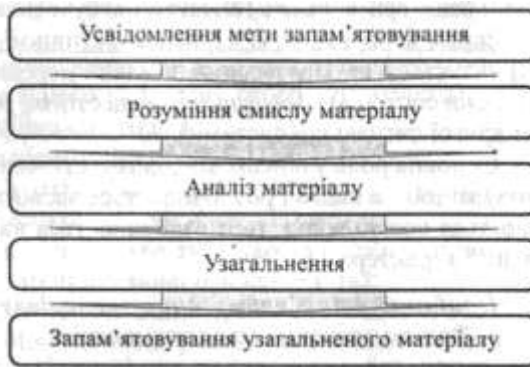 Усвідомлення мети запам'ятовування
Розуміння смислу матеріалу
Аналіз матеріалу
Узагальнення
Запам'ятовування узагальненого матеріалу